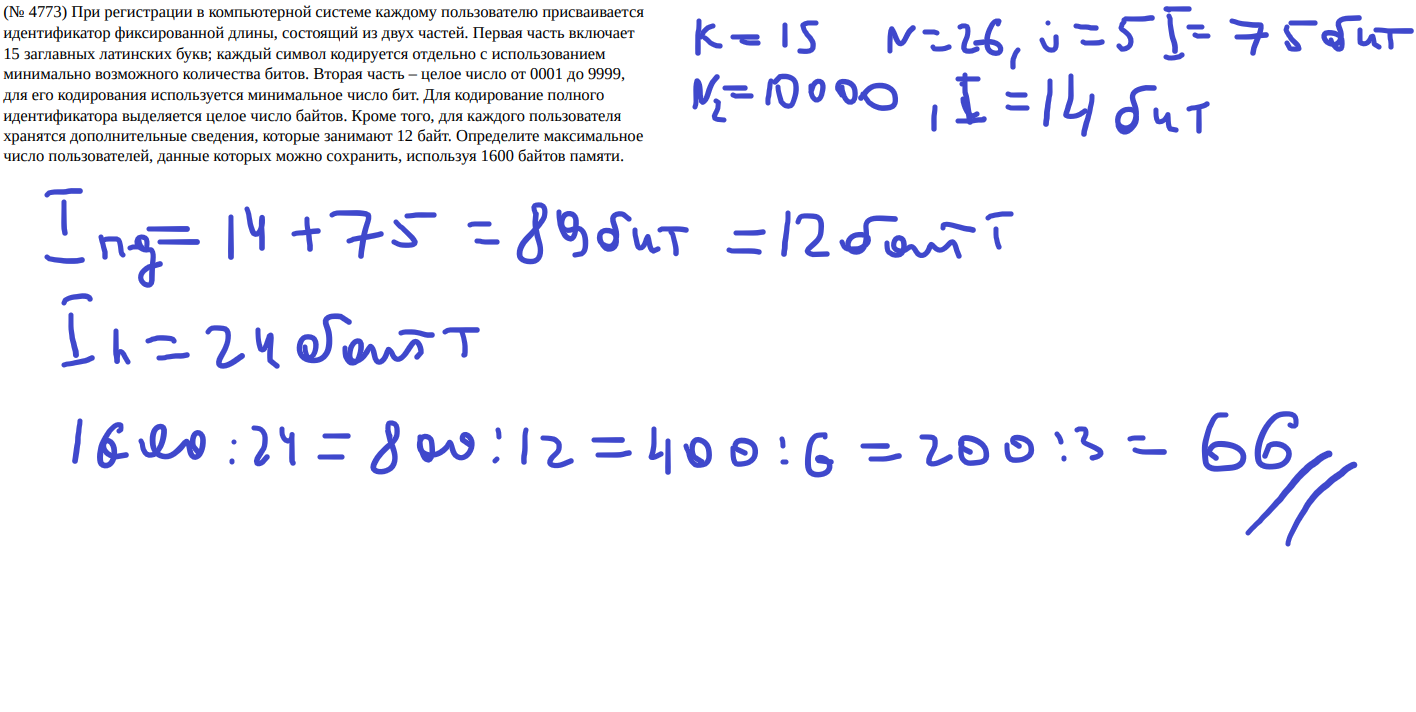 (№ 4773) При регистрации в компьютерной системе каждому пользователю присваивается
идентификатор фиксированной длины, состоящий из двух частей. Первая часть включает
15 заглавных латинских букв; каждый символ кодируется отдельно с использованием
минимально возможного количества битов. Вторая часть – целое число от 0001 до 9999,
для его кодирования используется минимальное число бит. Для кодирование полного
идентификатора выделяется целое число байтов. Кроме того, для каждого пользователя
хранятся дополнительные сведения, которые занимают 12 байт. Определите максимальное
число пользователей, данные которых можно сохранить, используя 1600 байтов памяти.
K = 15 N = 26, i = 5 I = 75 бит
N2 = 10000 , I = 14 бит
I пд = 14 + 75 = 89 бит = 12 байт
I п = 24 байт
1600 : 24 = 800 : 12 = 400 : 6 = 200 : 3 = 66